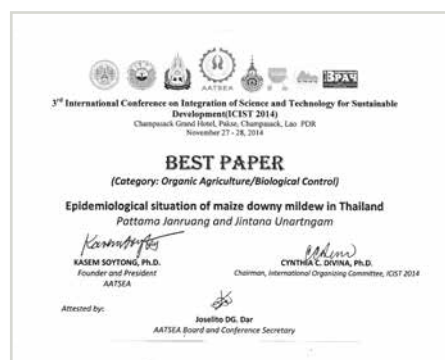 AATSEA
3rd International Conference on Integration of Science and Technology for Sustainable
Development(ICIST 2014)
Champasack Grand Hotel, Pakse, Champasack, Lao PDR
November 27 - 28, 2014
BEST PAPER
(Category: Organic Agriculture/Biological Control)
Epidemiological situation of maize downy mildew in Thailand
Pattama Janruang and Jintana Unartngam
KASEM SOYTONG, Ph.D.
Founder and President
AATSEA
CYNTHIA C. DIVINA, Ph.D.
Chairman, International Organizing Committee, ICIST 2014
Attested by:
Joselito DG. Dar
AATSEA Board and Conference Secretary